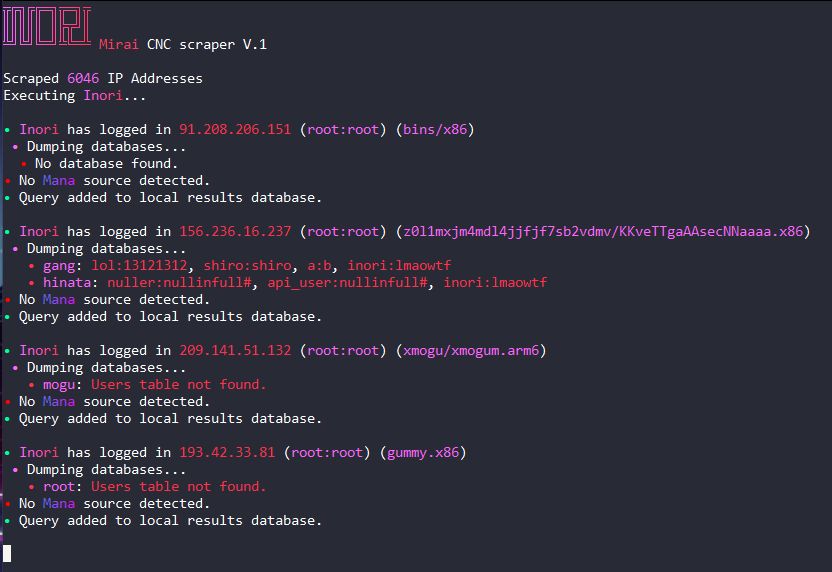 INORI Mirai CNC scraper V.1
Scraped 6046 IP Addresses
Executing Inori...
• Inori has logged in 91.208.206.151 (root:root) (bins/x86)
• Dumping databases...
• No database found.
• No Mana source detected.
• Query added to local results database.
• Inori has logged in 156.236.16.237 (root:root) (z0l1mxjm4mdl4jjfjf7sb2vdmv/KKveTTgaAAsecNNaaaa.x86)
• Dumping databases...
• gang: lol:13121312, shiro:shiro, a:b, inori:lmaowtf
• hinata: nuller:nullinfull#, api_user:nullinfull#, inori:lmaowtf
• No Mana source detected.
• Query added to local results database.
• Inori has logged in 209.141.51.132 (root:root) (xmogu/xmogum.arm6)
• Dumping databases...
• mogu: Users table not found.
• No Mana source detected.
• Query added to local results database.
• Inori has logged in 193.42.33.81 (root:root) (gummy.x86)
• Dumping databases...
• root: Users table not found.
• No Mana source detected.
• Query added to local results database.